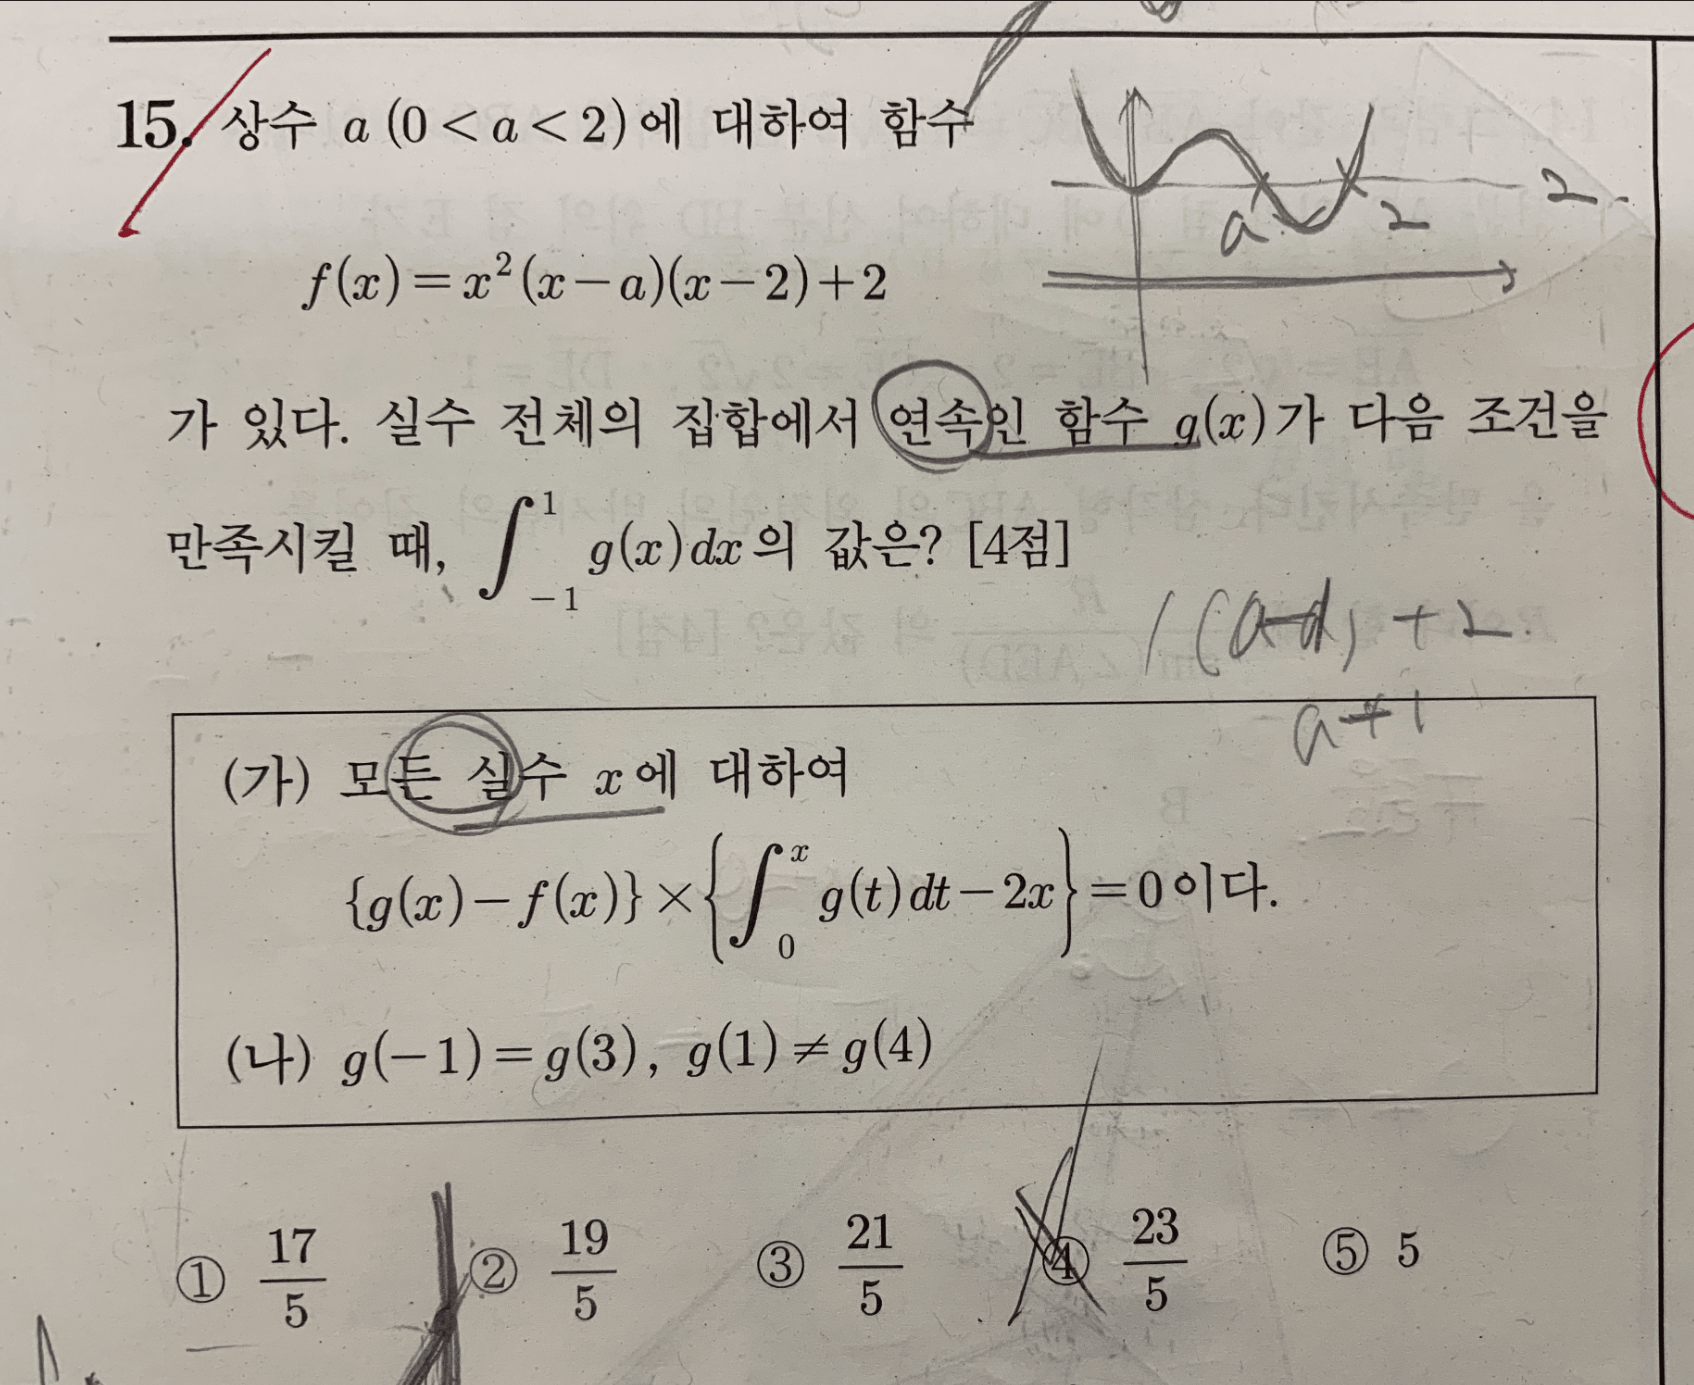 15. 상수 a (0 < a < 2)에 대하여 함수
f(x) = x²(x-a)(x-2)+2
가 있다. 실수 전체의 집합에서 연속인 함수 g(x)가 다음 조건을
만족시킬 때, ∫₋₁¹ g(x)dx의 값은? [4점]
(가) 모든 실수 x에 대하여
{g(x)-f(x)}×{∫₀ˣ g(t)dt-2x}=0이다.
(나) g(-1)=g(3), g(1)≠g(4)
① 17/5 ② 19/5 ③ 21/5 ④ 23/5 ⑤ 5
a 2 2
+2
a+1